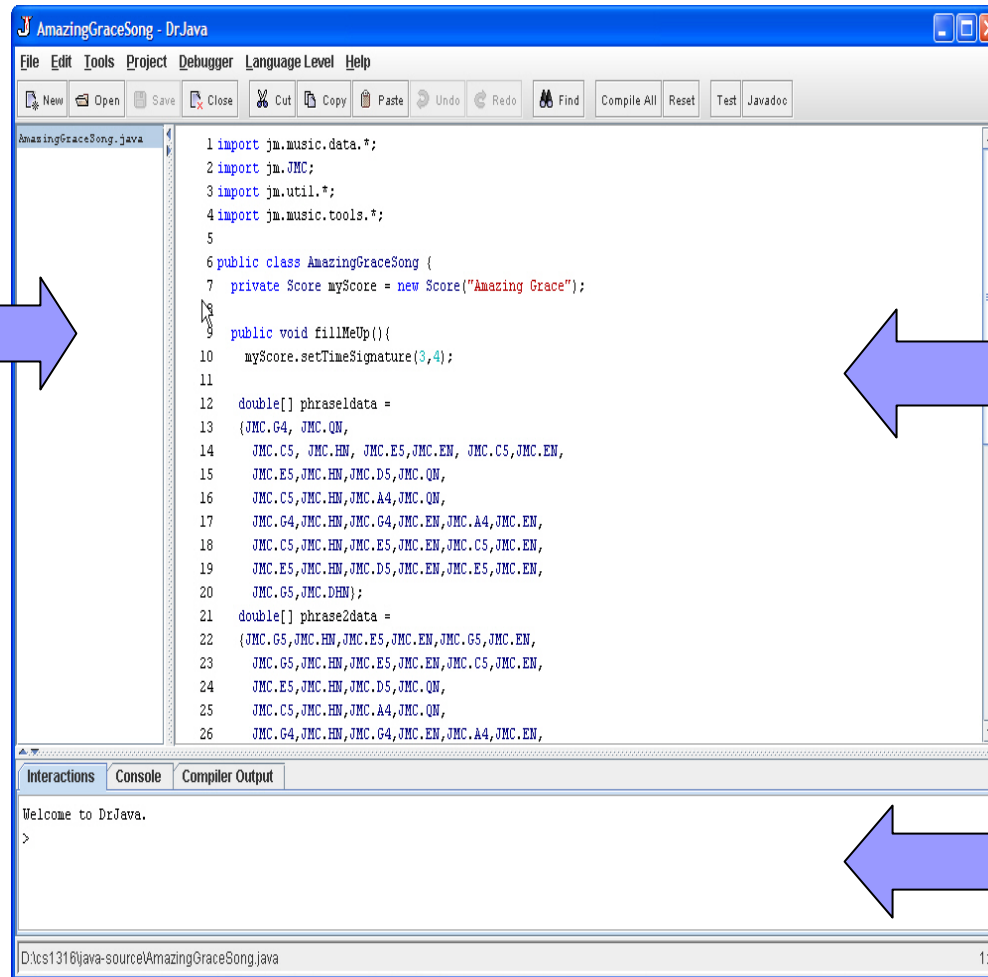 AmazingGraceSong - DrJava
File Edit Tools Project Debugger Language Level Help
New Open Save Close Cut Copy Paste Undo Redo Find Compile All Reset Test Javadoc
AmazingGraceSong.java
1 import jm.music.data.*;
2 import jm.JMC;
3 import jm.util.*;
4 import jm.music.tools.*;
5
6 public class AmazingGraceSong {
7 private Score myScore = new Score("Amazing Grace");
8
9 public void fillMeUp(){
10 myScore.setTimeSignature(3,4);
11
12 double[] phrase1data =
13 {JMC.G4, JMC.QN,
14 JMC.C5, JMC.HN, JMC.E5,JMC.EN, JMC.C5,JMC.EN,
15 JMC.E5,JMC.HN,JMC.D5,JMC.QN,
16 JMC.C5,JMC.HN,JMC.A4,JMC.QN,
17 JMC.G4,JMC.HN,JMC.G4,JMC.EN,JMC.A4,JMC.EN,
18 JMC.C5,JMC.HN,JMC.E5,JMC.EN,JMC.C5,JMC.EN,
19 JMC.E5,JMC.HN,JMC.D5,JMC.EN,JMC.E5,JMC.EN,
20 JMC.G5,JMC.DHN};
21 double[] phrase2data =
22 {JMC.G5,JMC.HN,JMC.E5,JMC.EN,JMC.G5,JMC.EN,
23 JMC.G5,JMC.HN,JMC.E5,JMC.EN,JMC.C5,JMC.EN,
24 JMC.E5,JMC.HN,JMC.D5,JMC.QN,
25 JMC.C5,JMC.HN,JMC.A4,JMC.QN,
26 JMC.G4,JMC.HN,JMC.G4,JMC.EN,JMC.A4,JMC.EN,
Interactions Console Compiler Output
Welcome to DrJava.
>
D:\cs1316\java-source\AmazingGraceSong.java